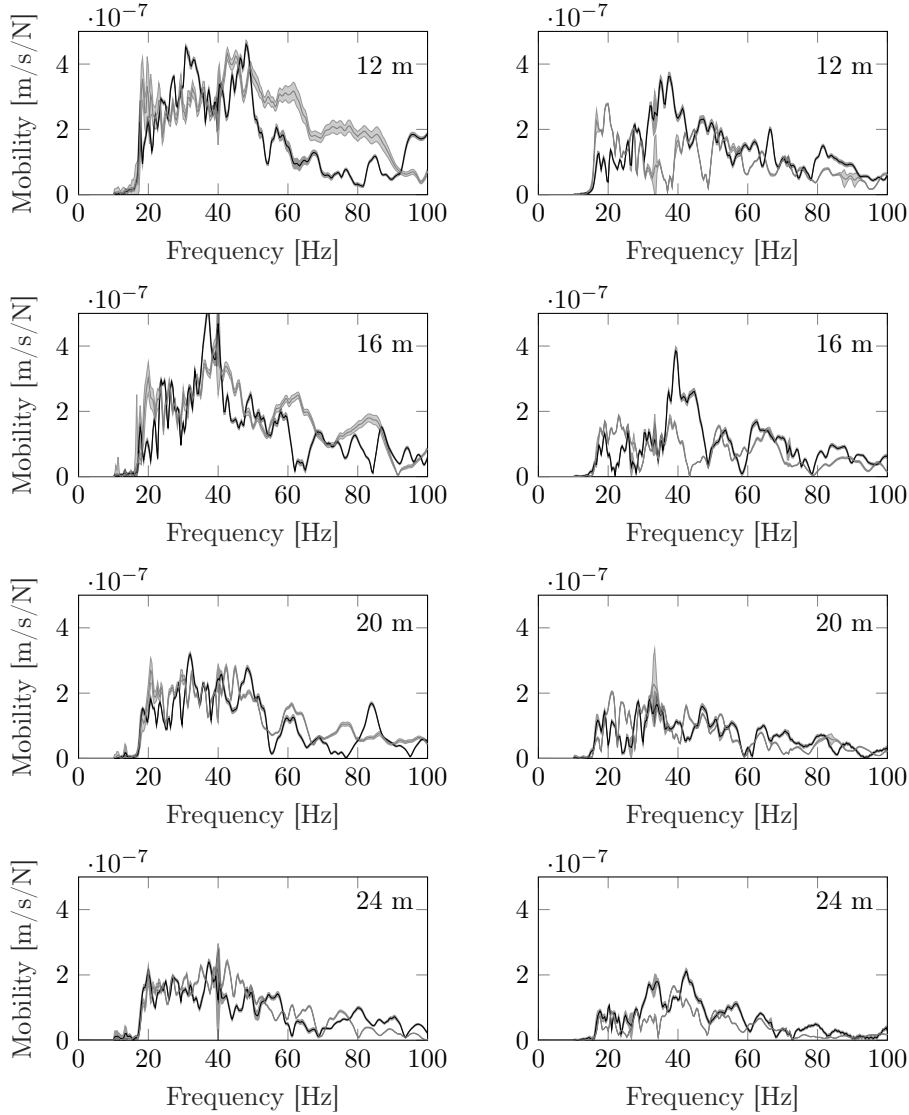 ·10⁻⁷ ·10⁻⁷
Mobility [m/s/N]
4 12 m 4 12 m
2 2
0 0
0 20 40 60 80 100 0 20 40 60 80 100
Frequency [Hz] Frequency [Hz]
·10⁻⁷ ·10⁻⁷
Mobility [m/s/N]
4 16 m 4 16 m
2 2
0 0
0 20 40 60 80 100 0 20 40 60 80 100
Frequency [Hz] Frequency [Hz]
·10⁻⁷ ·10⁻⁷
Mobility [m/s/N]
4 20 m 4 20 m
2 2
0 0
0 20 40 60 80 100 0 20 40 60 80 100
Frequency [Hz] Frequency [Hz]
·10⁻⁷ ·10⁻⁷
Mobility [m/s/N]
4 24 m 4 24 m
2 2
0 0
0 20 40 60 80 100 0 20 40 60 80 100
Frequency [Hz] Frequency [Hz]